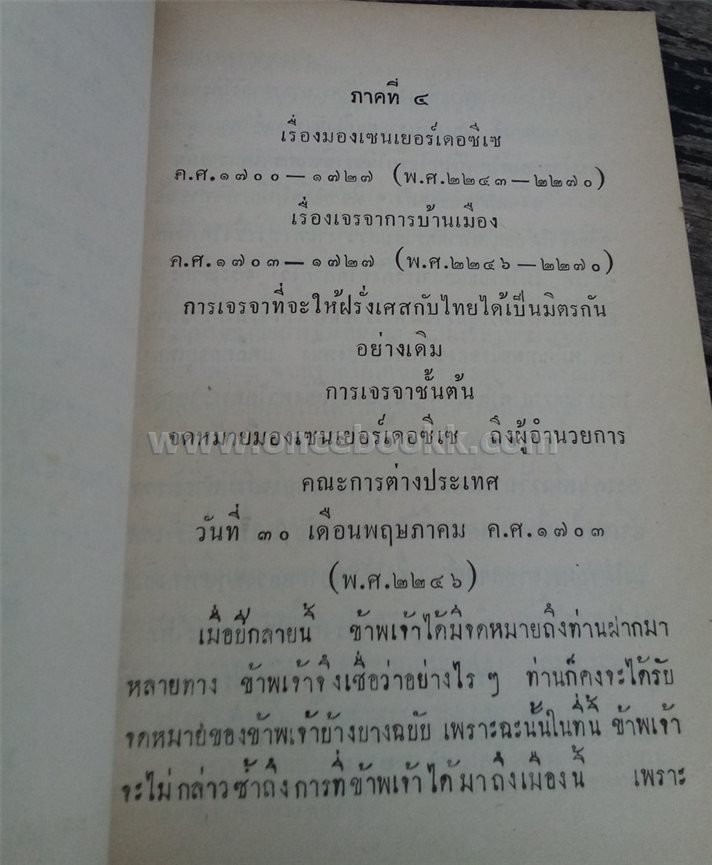 ภาคที่ ๔
เรื่องมองเซนเยอร์เดอซีเซ
ค.ศ.๑๗๐๐—๑๗๒๗ (พ.ศ.๒๒๔๓—๒๒๗๐)
เรื่องเจรจาการบ้านเมือง
ค.ศ.๑๗๐๓—๑๗๒๗ (พ.ศ.๒๒๔๖—๒๒๗๐)
การเจรจาที่จะให้ฝรั่งเศสกับไทยได้เป็นมิตรกัน
อย่างเดิม
การเจรจาชั้นต้น
จดหมายมองเซนเยอร์เดอซีเซ ถึงผู้อำนวยการ
www.oncebookk.com
คณะการต่างประเทศ
วันที่ ๓๐ เดือนพฤษภาคม ค.ศ.๑๗๐๓
(พ.ศ.๒๒๔๖)
เมื่อปีกลายนี้ ข้าพเจ้าได้มีจดหมายถึงท่านฝากมา
หลายทาง ข้าพเจ้าจึงเชื่อว่าอย่างไร ๆ ท่านก็คงจะได้รับ
จดหมายของข้าพเจ้าบ้างบางฉบับ เพราะฉะนั้นในที่นี้ ข้าพเจ้า
จะไม่กล่าวซ้ำถึงการที่ข้าพเจ้าได้มาถึงเมืองนี้ เพราะ